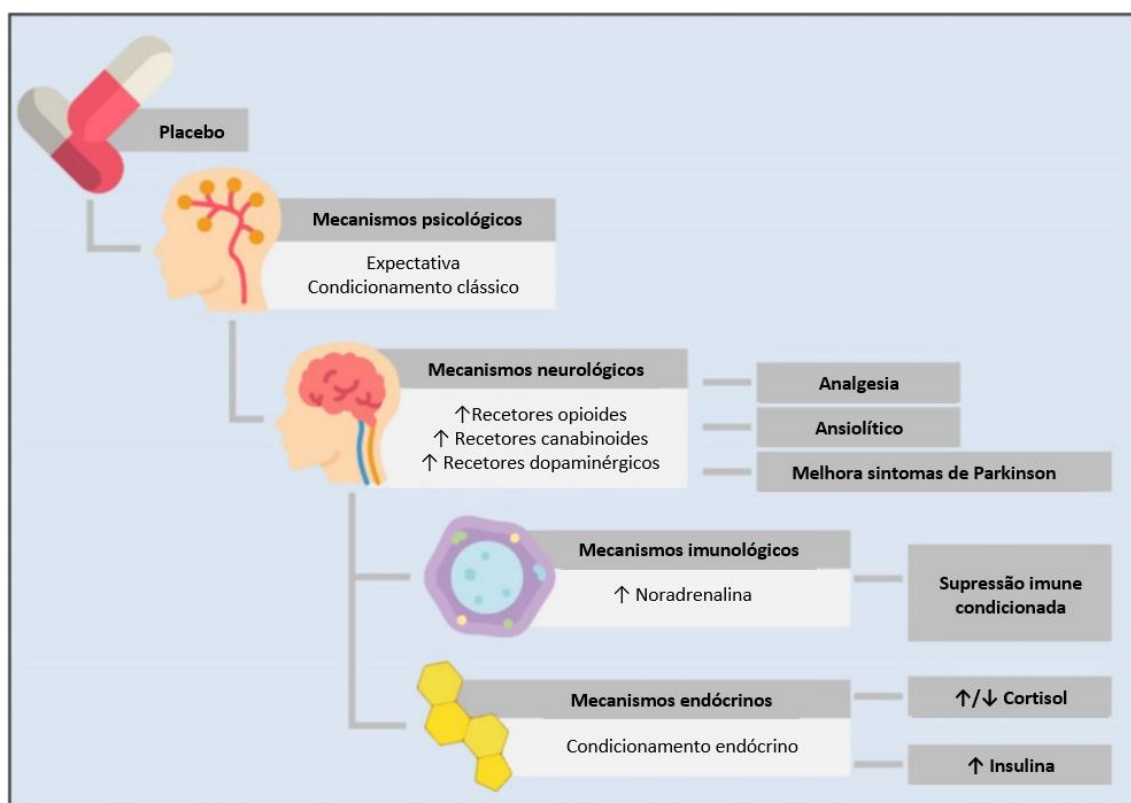 Placebo
Mecanismos psicológicos
Expectativa
Condicionamento clássico
Mecanismos neurológicos
↑Recetores opioides
↑ Recetores canabinoides
↑ Recetores dopaminérgicos
Analgesia
Ansiolítico
Melhora sintomas de Parkinson
Mecanismos imunológicos
↑ Noradrenalina
Supressão imune
condicionada
Mecanismos endócrinos
Condicionamento endócrino
↑/↓ Cortisol
↑ Insulina